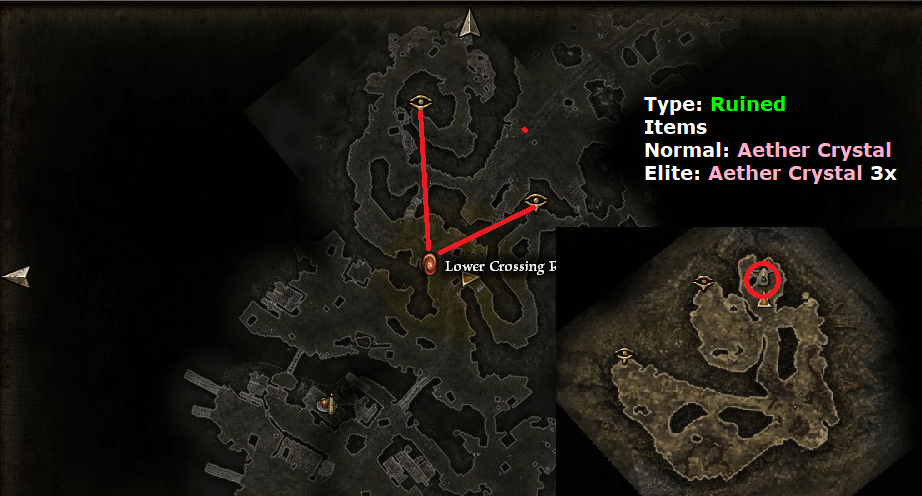 Type: Ruined
Items
Normal: Aether Crystal
Elite: Aether Crystal 3x
Lower Crossing R